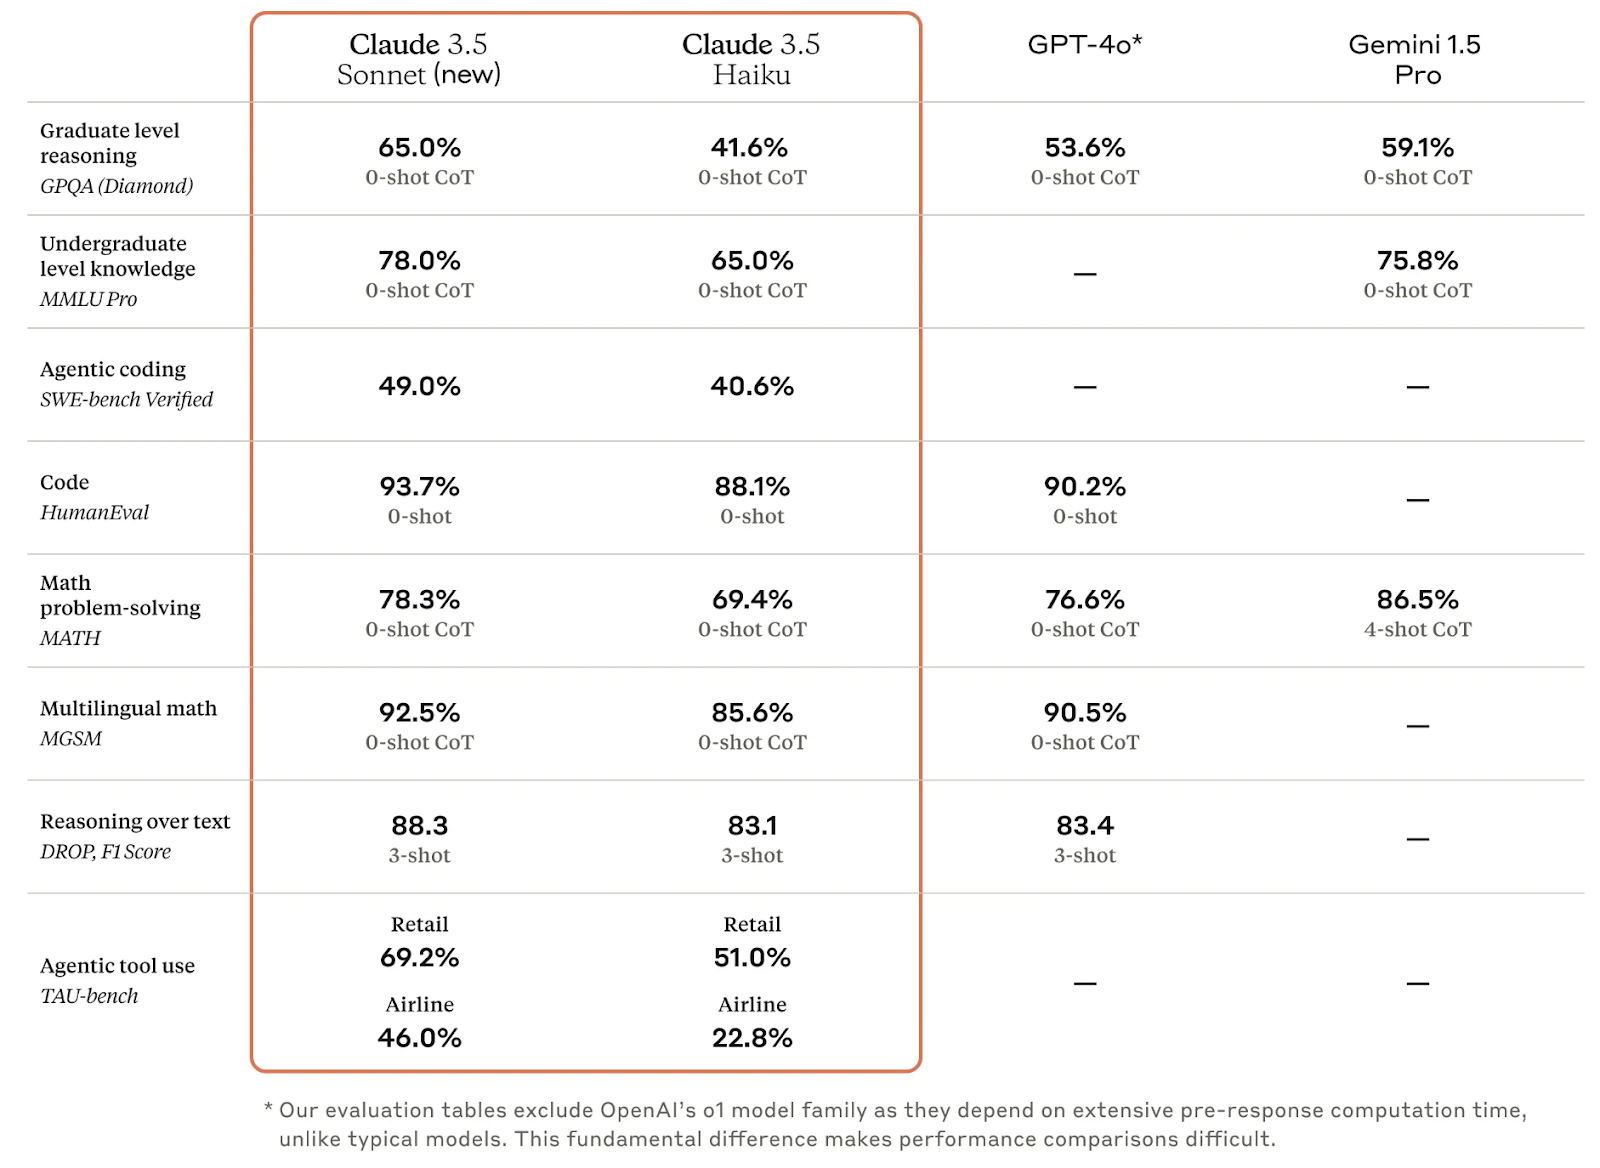 Claude 3.5 Claude 3.5 GPT-4o* Gemini 1.5
Sonnet (new) Haiku Pro
Graduate level
reasoning
GPQA (Diamond)
65.0% 41.6% 53.6% 59.1%
0-shot CoT 0-shot CoT 0-shot CoT 0-shot CoT
Undergraduate
level knowledge
MMLU Pro
78.0% 65.0% — 75.8%
0-shot CoT 0-shot CoT 0-shot CoT
Agentic coding
SWE-bench Verified
49.0% 40.6% — —
Code
HumanEval
93.7% 88.1% 90.2% —
0-shot 0-shot 0-shot
Math
problem-solving
MATH
78.3% 69.4% 76.6% 86.5%
0-shot CoT 0-shot CoT 0-shot CoT 4-shot CoT
Multilingual math
MGSM
92.5% 85.6% 90.5% —
0-shot CoT 0-shot CoT 0-shot CoT
Reasoning over text
DROP, F1 Score
88.3 83.1 83.4 —
3-shot 3-shot 3-shot
Agentic tool use
TAU-bench
Retail Retail
69.2% 51.0%
Airline Airline
46.0% 22.8%
— —
* Our evaluation tables exclude OpenAI’s o1 model family as they depend on extensive pre-response computation time,
unlike typical models. This fundamental difference makes performance comparisons difficult.